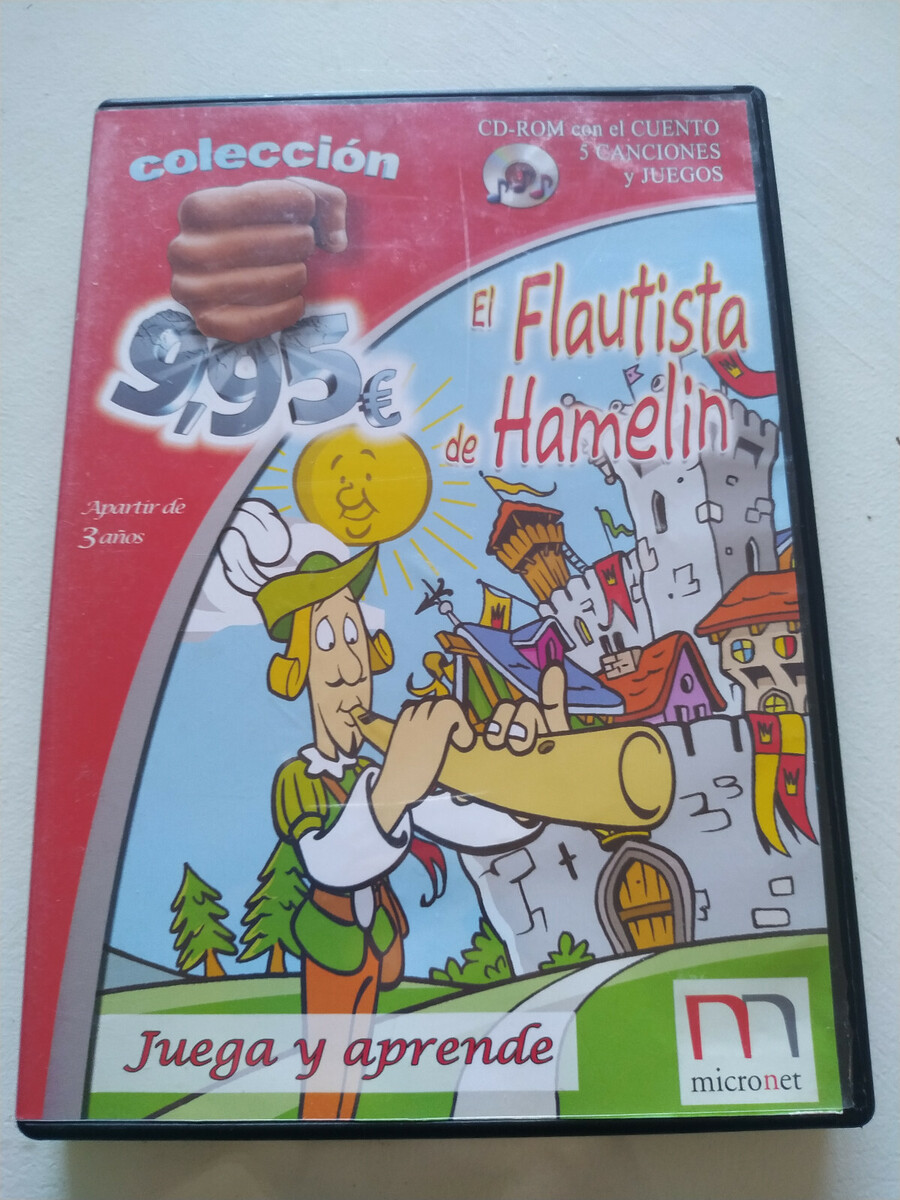 colección
9,95€
CD-ROM con el CUENTO
5 CANCIONES
y JUEGOS
El Flautista
de Hamelin
Apartir de
3 años
Juega y aprende
micronet